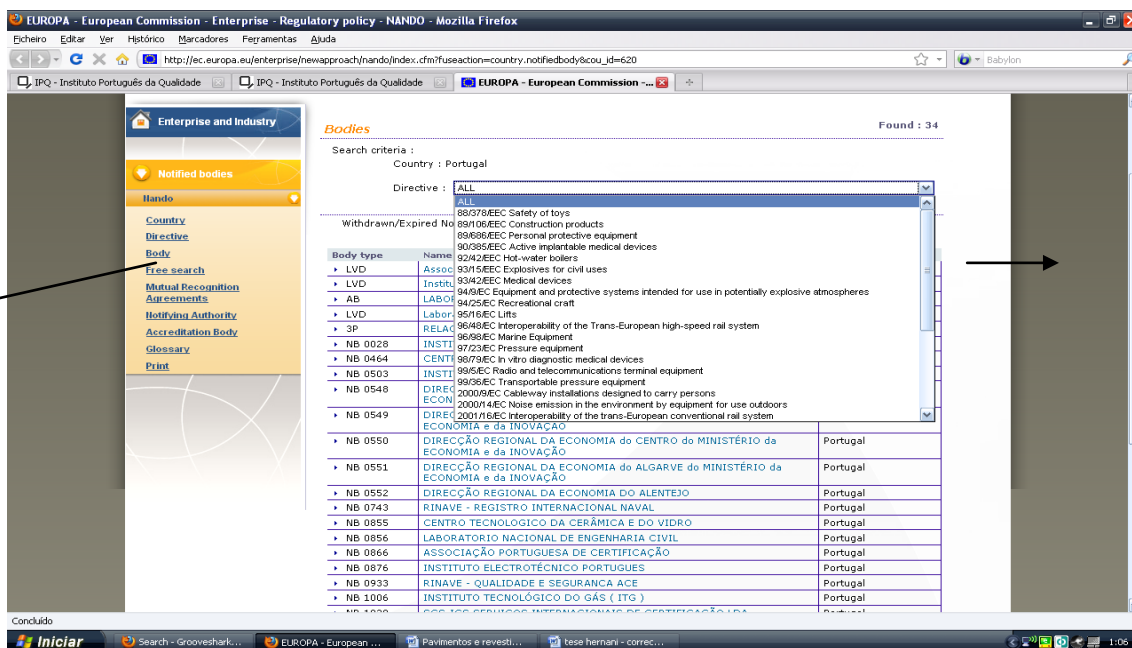 EUROPA - European Commission - Enterprise - Regulatory policy - NANDO - Mozilla Firefox
Ficheiro Editar Ver Histórico Marcadores Ferramentas Ajuda
http://ec.europa.eu/enterprise/newapproach/nando/index.cfm?fuseaction=country.notifiedbody&cou_id=620
Babylon
IPQ - Instituto Português da Qualidade
IPQ - Instituto Português da Qualidade
EUROPA - European Commission -...
Enterprise and Industry
Notified bodies
Nando
Country
Directive
Body
Free search
Mutual Recognition
Agreements
Notifying Authority
Accreditation Body
Glossary
Print
Bodies
Found : 34
Search criteria :
Country : Portugal
Directive : ALL
ALL
88/378/EEC Safety of toys
89/106/EEC Construction products
89/686/EEC Personal protective equipment
90/385/EEC Active implantable medical devices
92/42/EEC Hot-water boilers
93/15/EEC Explosives for civil uses
93/42/EEC Medical devices
94/9/EC Equipment and protective systems intended for use in potentially explosive atmospheres
94/25/EC Recreational craft
95/16/EC Lifts
96/48/EC Interoperability of the Trans-European high-speed rail system
96/98/EC Marine Equipment
97/23/EC Pressure equipment
98/79/EC In vitro diagnostic medical devices
99/5/EC Radio and telecommunications terminal equipment
99/36/EC Transportable pressure equipment
2000/9/EC Cableway installations designed to carry persons
2000/14/EC Noise emission in the environment by equipment for use outdoors
2001/16/EC Interoperability of the trans-European conventional rail system
Withdrawn/Expired
Body type Name
LVD
LVD
AB
LVD
3P
NB 0028
NB 0464
NB 0503
NB 0548
NB 0549
ECONOMIA e da INOVAÇÃO
NB 0550 DIRECÇÃO REGIONAL DA ECONOMIA do CENTRO do MINISTÉRIO da Portugal
ECONOMIA e da INOVAÇÃO
NB 0551 DIRECÇÃO REGIONAL DA ECONOMIA do ALGARVE do MINISTÉRIO da Portugal
ECONOMIA e da INOVAÇÃO
NB 0552 DIRECÇÃO REGIONAL DA ECONOMIA DO ALENTEJO Portugal
NB 0743 RINAVE - REGISTRO INTERNACIONAL NAVAL Portugal
NB 0855 CENTRO TECNOLOGICO DA CERÂMICA E DO VIDRO Portugal
NB 0856 LABORATORIO NACIONAL DE ENGENHARIA CIVIL Portugal
NB 0866 ASSOCIAÇÃO PORTUGUESA DE CERTIFICAÇÃO Portugal
NB 0876 INSTITUTO ELECTROTÉCNICO PORTUGUES Portugal
NB 0933 RINAVE - QUALIDADE E SEGURANCA ACE Portugal
NB 1006 INSTITUTO TECNOLÓGICO DO GÁS ( ITG ) Portugal
Concluído
Iniciar Search - Grooveshark... EUROPA - European ... Pavimentos e revesti... tese hernani - correc... 1:06